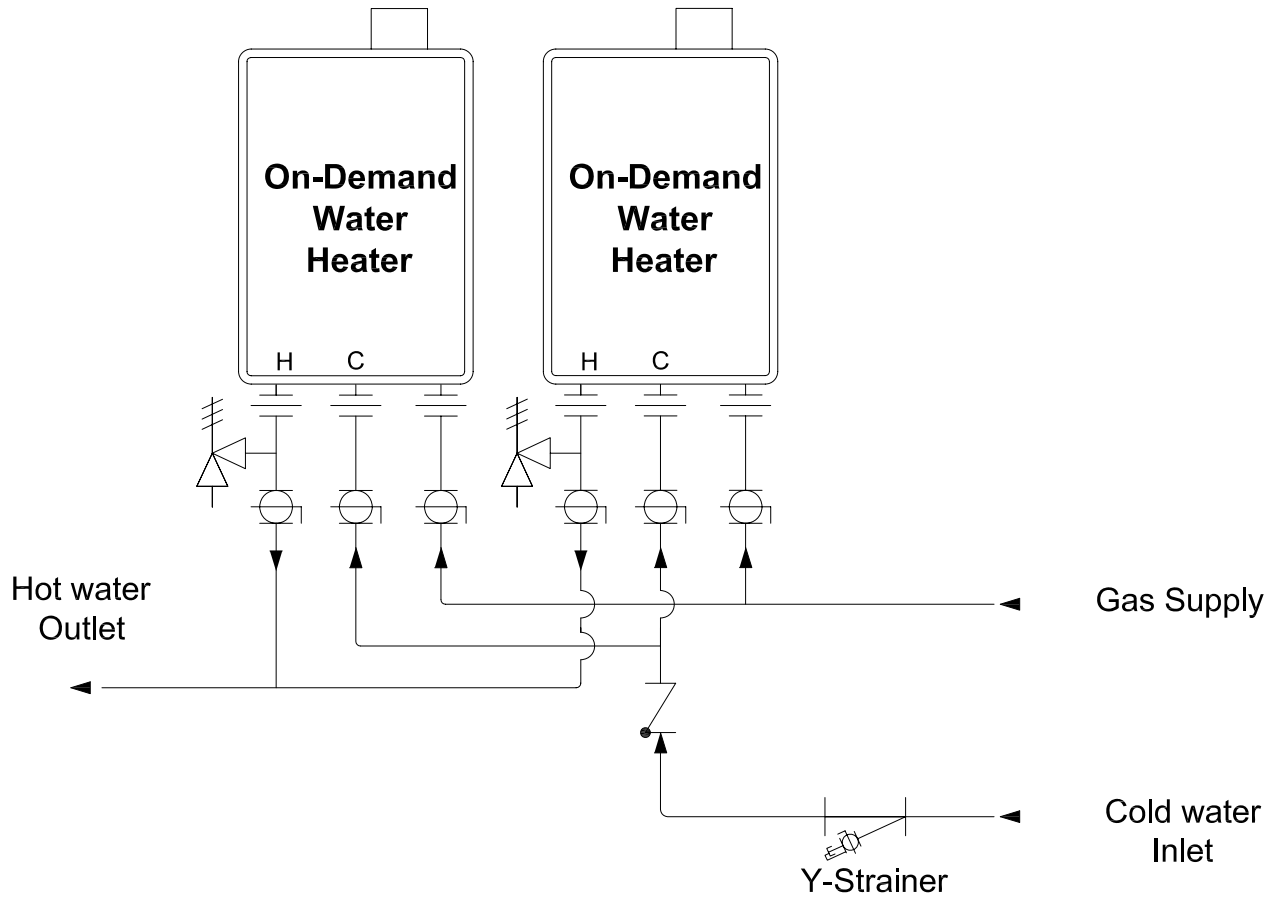 On-Demand
Water
Heater
H C
On-Demand
Water
Heater
H C
Hot water
Outlet
Gas Supply
Cold water
Inlet
Y-Strainer